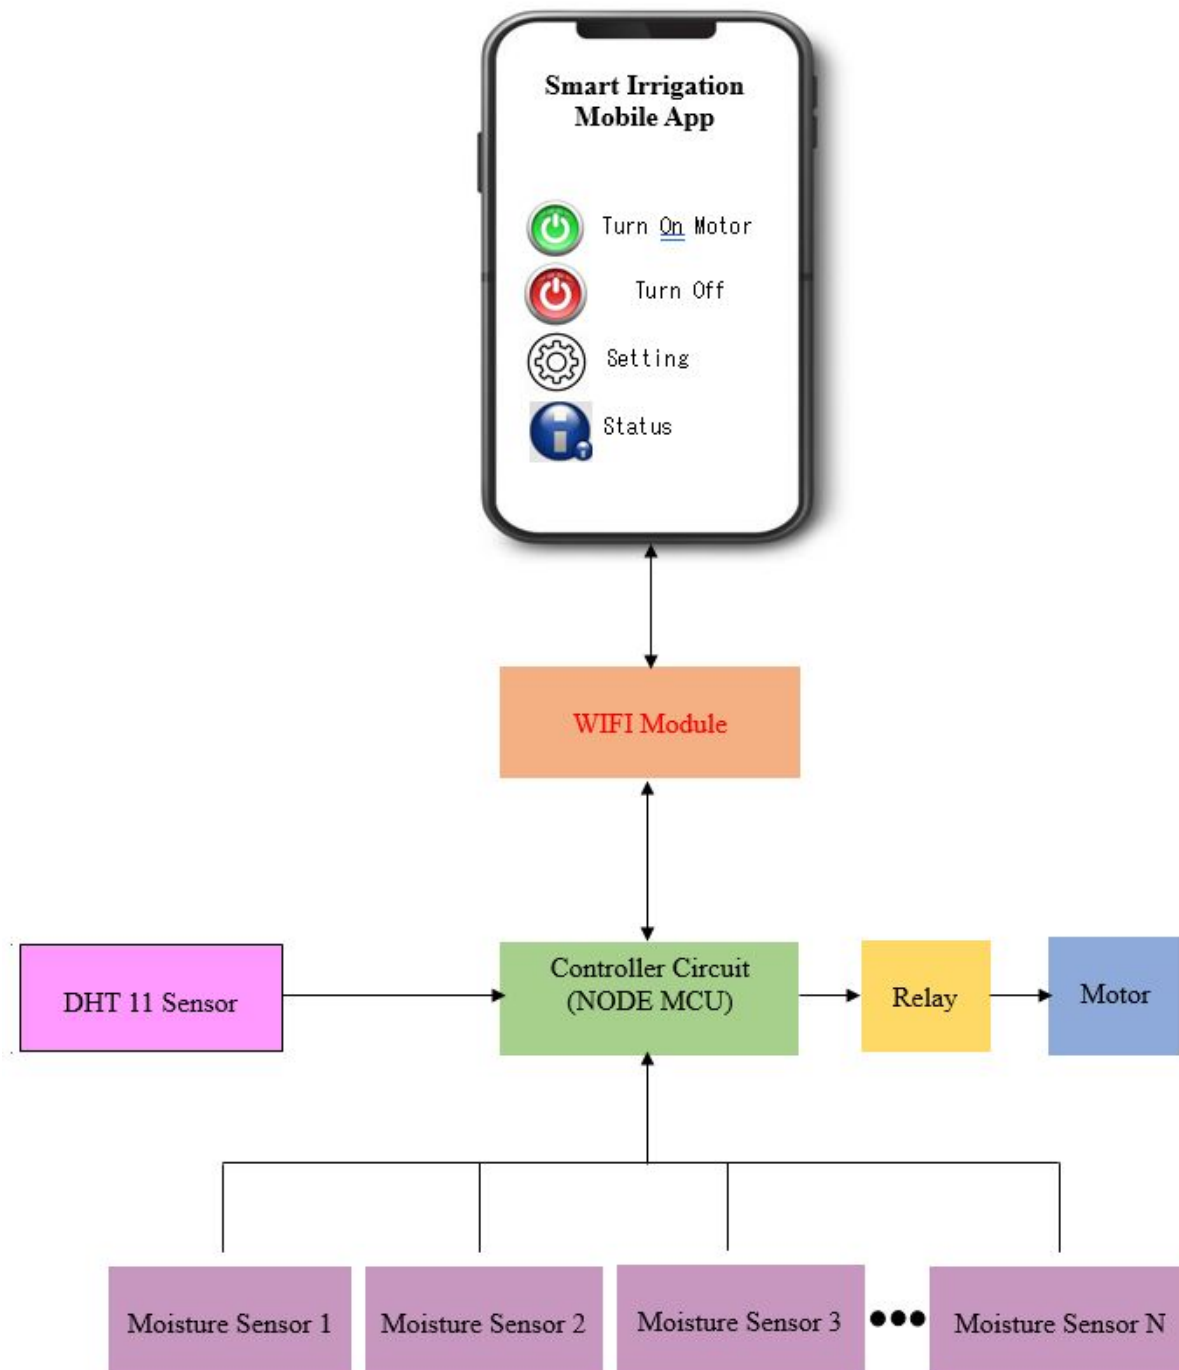 Smart Irrigation
Mobile App
Turn On Motor
Turn Off
Setting
Status
WIFI Module
DHT 11 Sensor
Controller Circuit
(NODE MCU)
Relay
Motor
Moisture Sensor 1
Moisture Sensor 2
Moisture Sensor 3
Moisture Sensor N